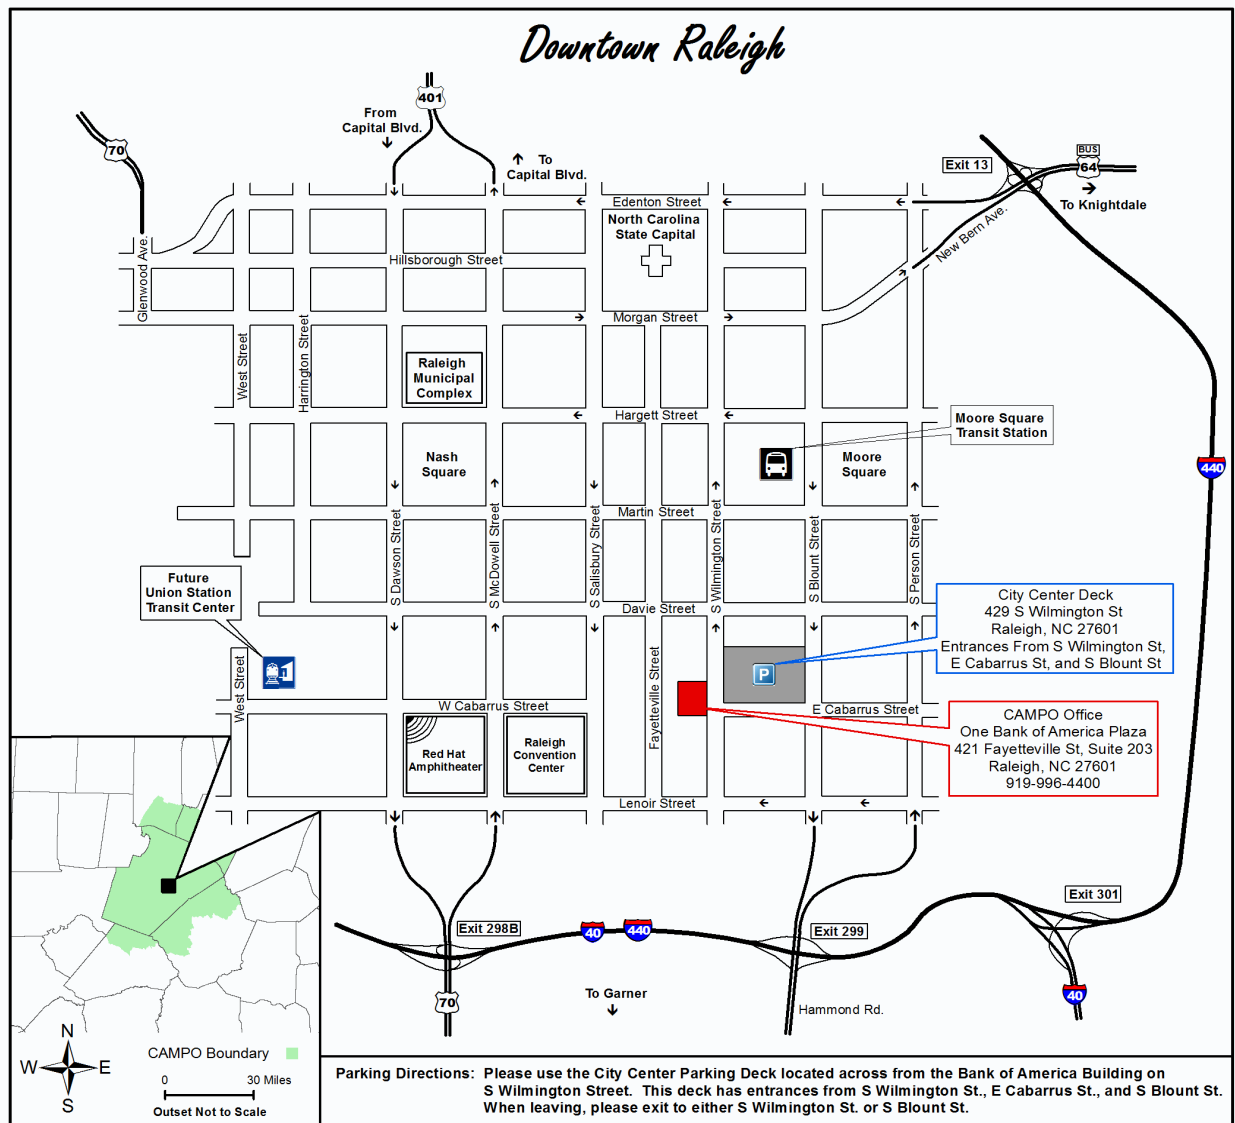 Downtown Raleigh
401
From
Capital Blvd.
To
Capital Blvd.
70
Exit 13
BUS
64
To Knightdale
Edenton Street
North Carolina
State Capital
New Bern Ave.
Hillsborough Street
Glenwood Ave.
Morgan Street
West Street
Harrington Street
Raleigh
Municipal
Complex
Hargett Street
Moore Square
Transit Station
Nash
Square
Moore
Square
440
Martin Street
S Dawson Street
S McDowell Street
S Salisbury Street
S Wilmington Street
S Blount Street
S Person Street
Future
Union Station
Transit Center
Davie Street
City Center Deck
429 S Wilmington St
Raleigh, NC 27601
Entrances From S Wilmington St,
E Cabarrus St, and S Blount St
P
West Street
Fayetteville Street
W Cabarrus Street
E Cabarrus Street
CAMPO Office
One Bank of America Plaza
421 Fayetteville St, Suite 203
Raleigh, NC 27601
919-996-4400
Red Hat
Amphitheater
Raleigh
Convention
Center
Lenoir Street
Exit 301
Exit 298B
40
440
Exit 299
70
To Garner
Hammond Rd.
40
N
W E
S
CAMPO Boundary
0 30 Miles
Outset Not to Scale
Parking Directions: Please use the City Center Parking Deck located across from the Bank of America Building on
S Wilmington Street. This deck has entrances from S Wilmington St., E Cabarrus St., and S Blount St.
When leaving, please exit to either S Wilmington St. or S Blount St.